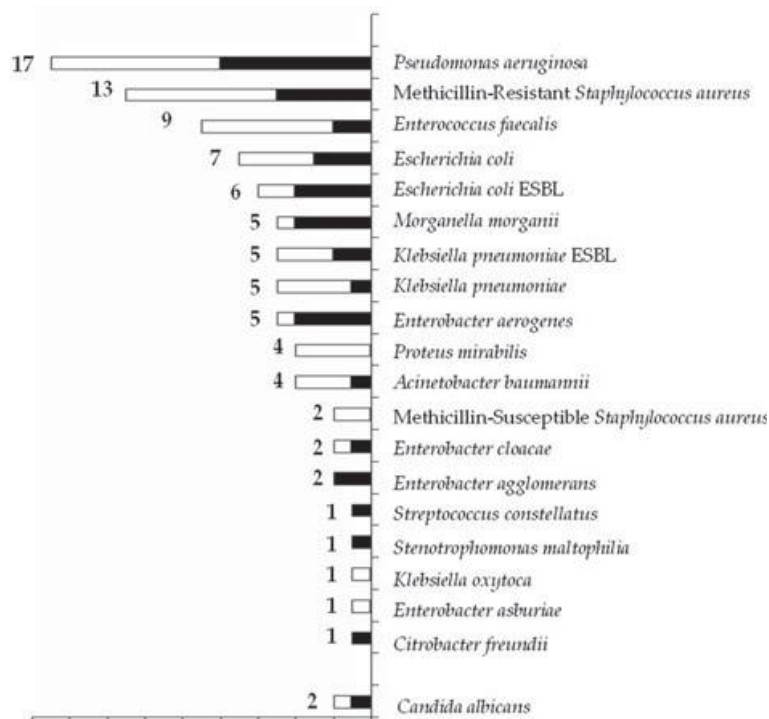 17 Pseudomonas aeruginosa
13 Methicillin-Resistant Staphylococcus aureus
9 Enterococcus faecalis
7 Escherichia coli
6 Escherichia coli ESBL
5 Morganella morganii
5 Klebsiella pneumoniae ESBL
5 Klebsiella pneumoniae
5 Enterobacter aerogenes
4 Proteus mirabilis
4 Acinetobacter baumannii
2 Methicillin-Susceptible Staphylococcus aureus
2 Enterobacter cloacae
2 Enterobacter agglomerans
1 Streptococcus constellatus
1 Stenotrophomonas maltophilia
1 Klebsiella oxytoca
1 Enterobacter asburiae
1 Citrobacter freundii
2 Candida albicans